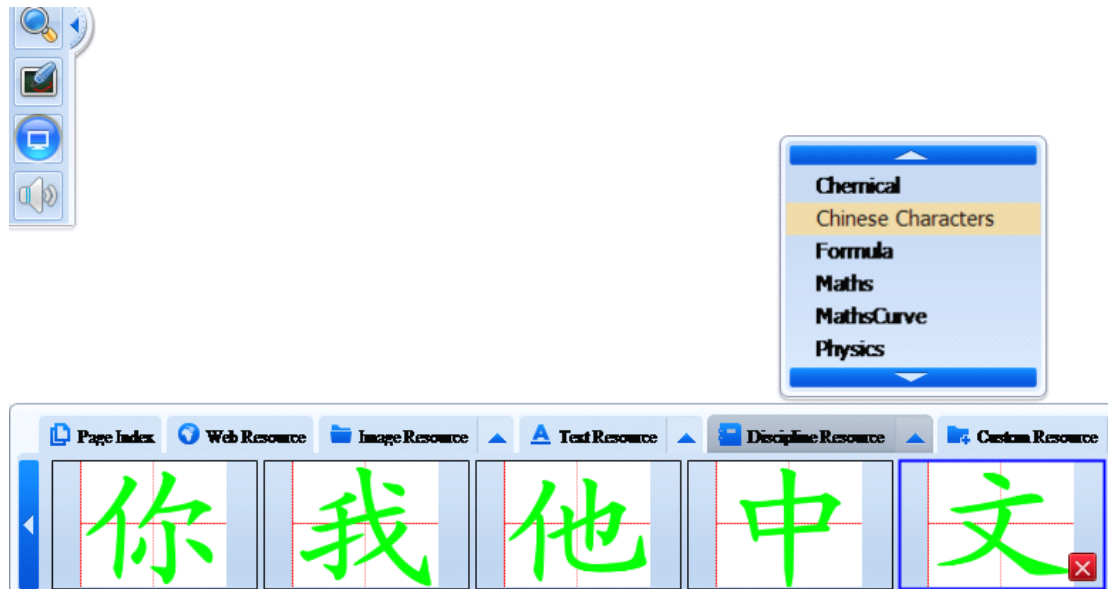 Chemical
Chinese Characters
Formula
Maths
MathsCurve
Physics
Page Index Web Resource Image Resource Text Resource Discipline Resource Custom Resource
你 我 他 中 文